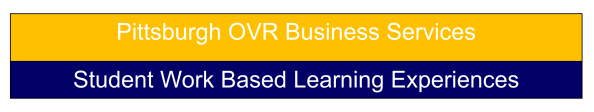 Pittsburgh OVR Business Services
Student Work Based Learning Experiences